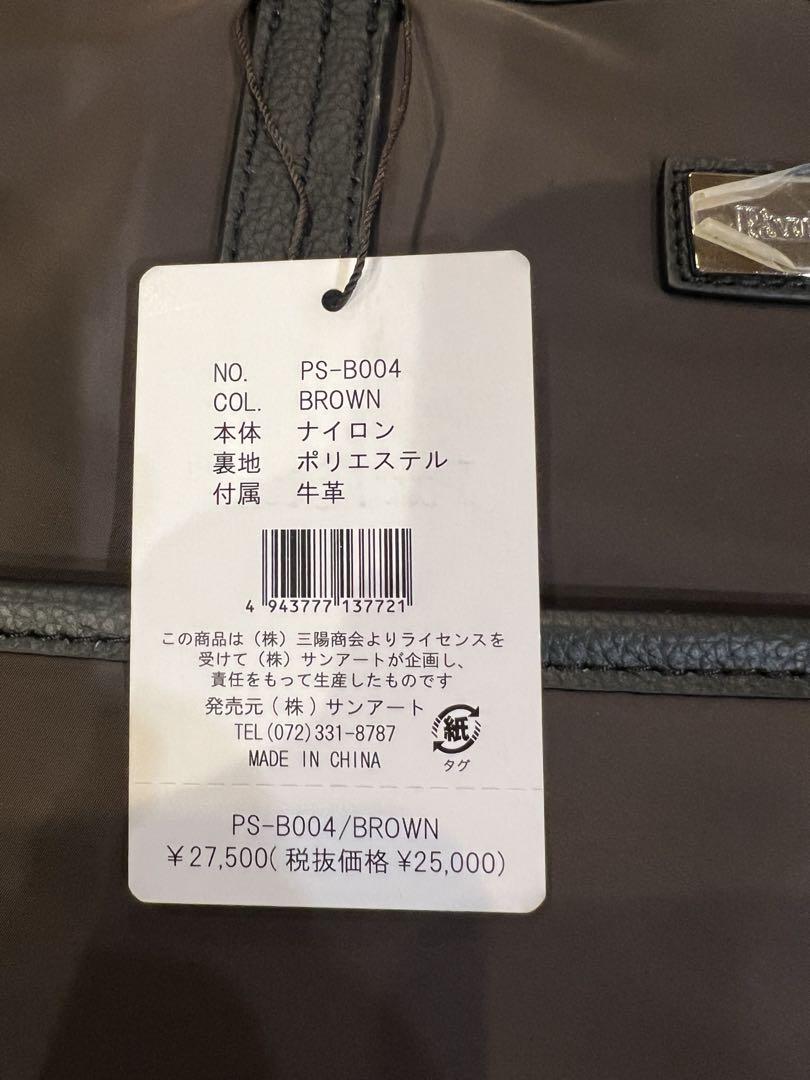 NO. PS-B004
COL. BROWN
本体 ナイロン
裏地 ポリエステル
付属 牛革
4 943777 137721
この商品は（株）三陽商会よりライセンスを
受けて（株）サンアートが企画し、
責任をもって生産したものです
発売元（株）サンアート
TEL(072)331-8787
MADE IN CHINA
紙
タグ
PS-B004/BROWN
¥27,500(税抜価格 ¥25,000)